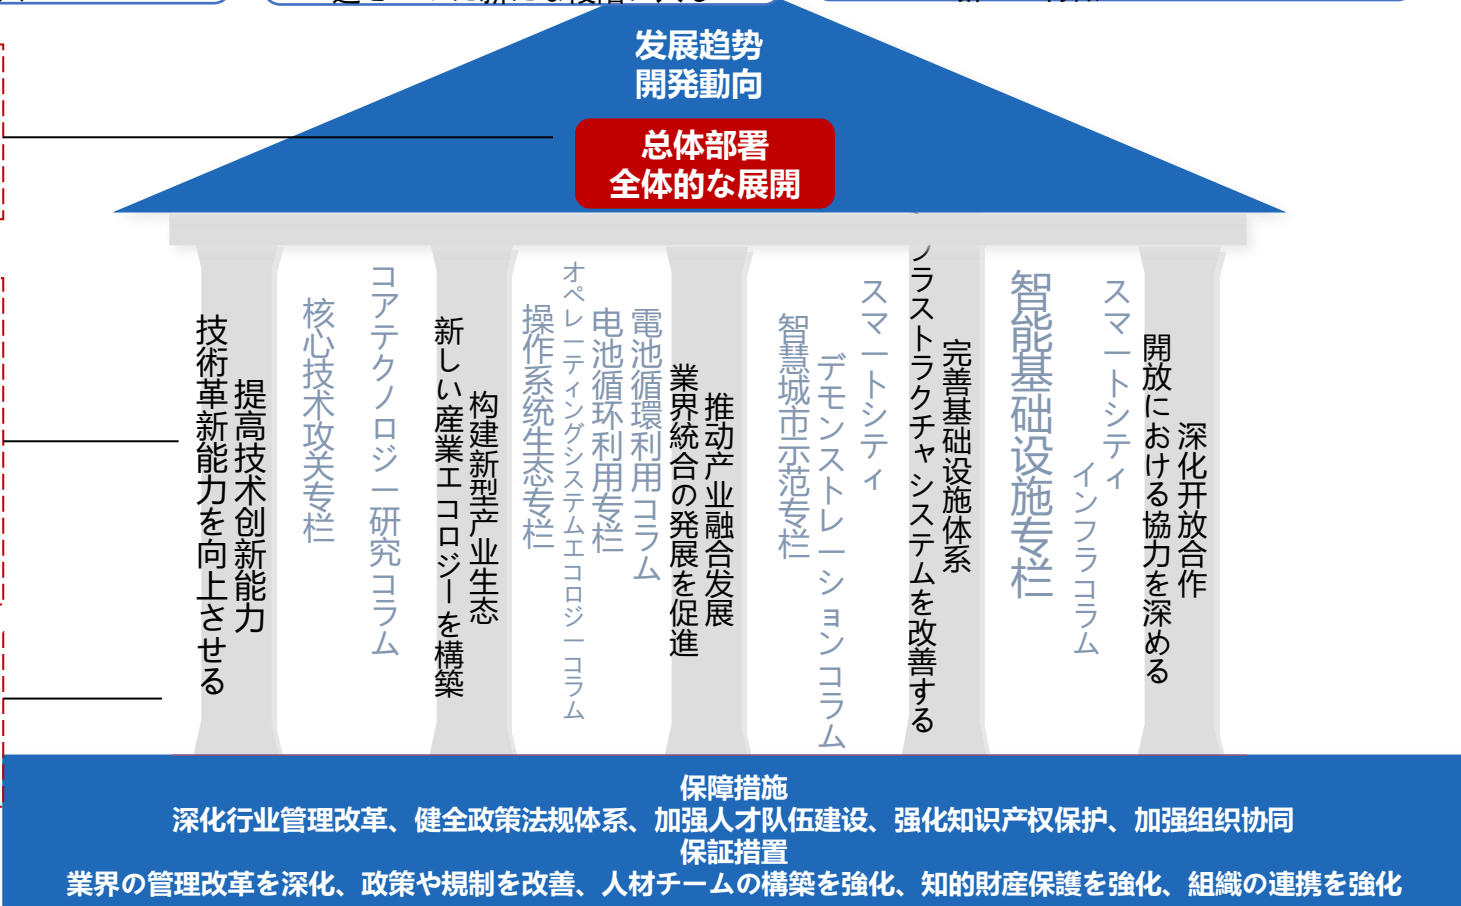 发展趋势
開発動向
总体部署
全体的な展開
技術革新能力を向上させる
提高技术创新能力
核心技术攻关专栏
コアテクノロジー研究コラム
新しい産業エコロジーを構築
构建新型产业生态
操作系统生态专栏
オペレーティングシステムエコロジーコラム
电池循环利用专栏
電池循環利用コラム
業界統合の発展を促進
推动产业融合发展
智慧城市示范专栏
デモンストレーションコラム
スマートシティ
フラストラクチャシステムを改善する
完善基础设施体系
智能基础设施专栏
インフラコラム
スマートシティ
開放における協力を深める
深化开放合作
保障措施
深化行业管理改革、健全政策法规体系、加强人才队伍建设、强化知识产权保护、加强组织协同
保証措置
業界の管理改革を深化、政策や規制を改善、人材チームの構築を強化、知的財産保護を強化、組織の連携を強化